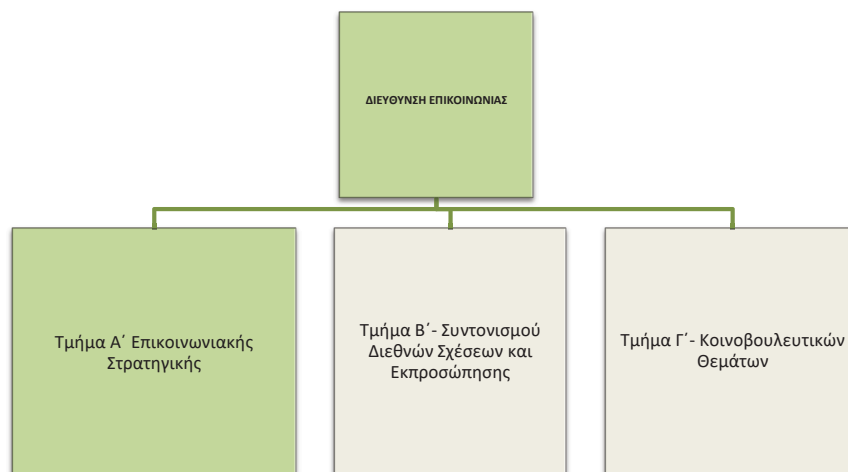 ΔΙΕΥΘΥΝΣΗ ΕΠΙΚΟΙΝΩΝΙΑΣ
Τμήμα Α΄ Επικοινωνιακής
Στρατηγικής
Τμήμα Β΄- Συντονισμού
Διεθνών Σχέσεων και
Εκπροσώπησης
Τμήμα Γ΄- Κοινοβουλευτικών
Θεμάτων